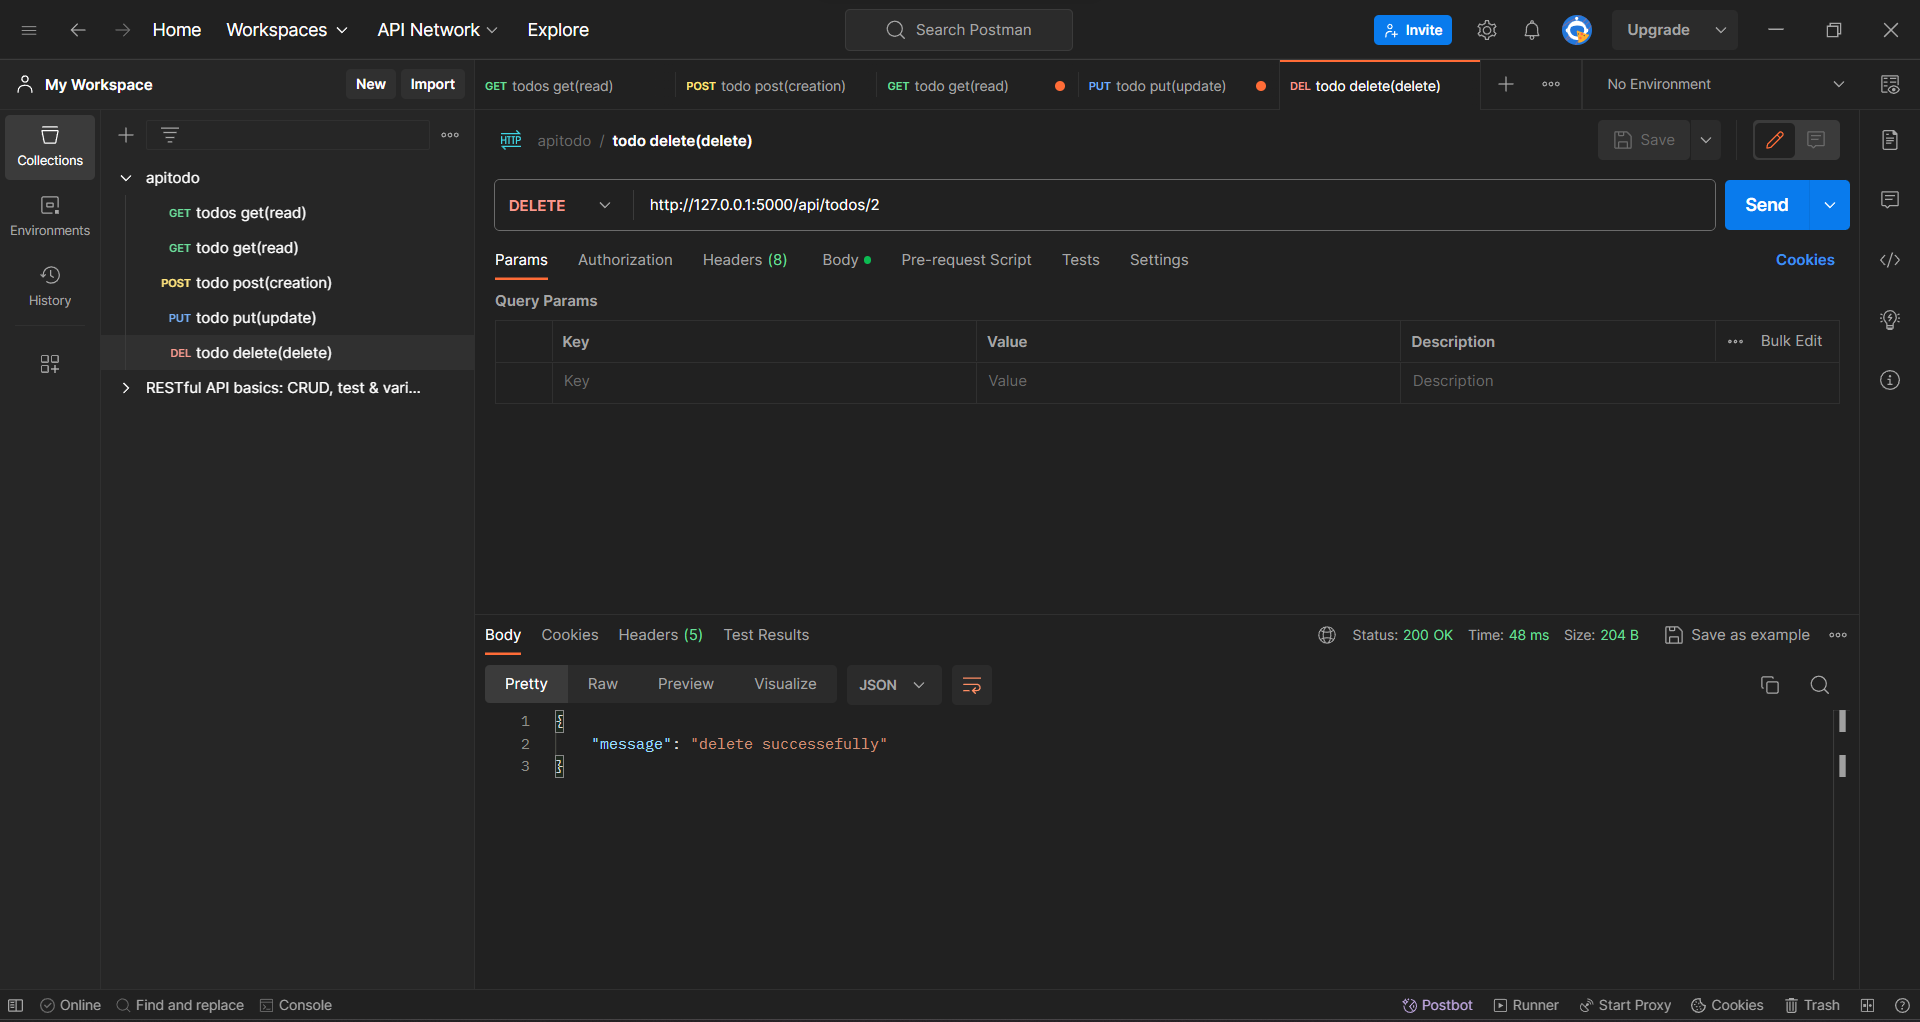 Home Workspaces API Network Explore Search Postman Invite Upgrade
My Workspace New Import GET todos get(read) POST todo post(creation) GET todo get(read) PUT todo put(update) DEL todo delete(delete) No Environment
Collections
Environments
History
apitodo
GET todos get(read)
GET todo get(read)
POST todo post(creation)
PUT todo put(update)
DEL todo delete(delete)
RESTful API basics: CRUD, test & vari...
HTTP apitodo / todo delete(delete) Save
DELETE http://127.0.0.1:5000/api/todos/2 Send
Params Authorization Headers (8) Body Pre-request Script Tests Settings Cookies
Query Params
Key Value Description Bulk Edit
Key Value Description
Body Cookies Headers (5) Test Results Status: 200 OK Time: 48 ms Size: 204 B Save as example
Pretty Raw Preview Visualize JSON
1 {
2 "message": "delete successefully"
3 }
Online Find and replace Console Postbot Runner Start Proxy Cookies Trash